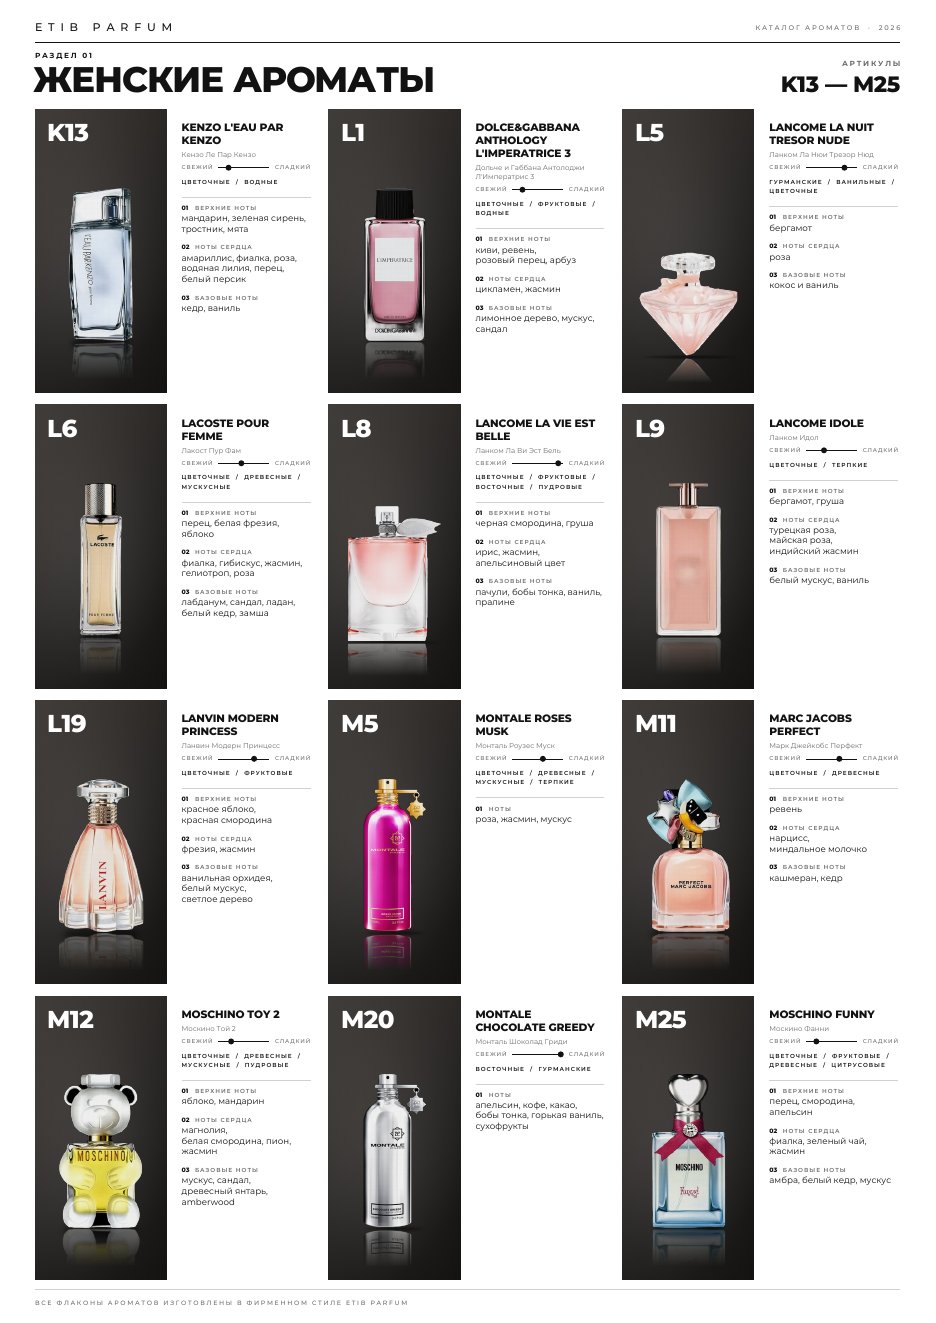 ETIB PARFUM
КАТАЛОГ АРОМАТОВ · 2026
РАЗДЕЛ 01
ЖЕНСКИЕ АРОМАТЫ
АРТИКУЛЫ
K13 — M25
K13
KENZO L'EAU PAR
KENZO
Кензо Ле Пар Кензо
СВЕЖИЙ СЛАДКИЙ
ЦВЕТОЧНЫЕ / ВОДНЫЕ
01 ВЕРХНИЕ НОТЫ
мандарин, зеленая сирень,
тростник, мята
02 НОТЫ СЕРДЦА
амариллис, фиалка, роза,
водяная лилия, перец,
белый персик
03 БАЗОВЫЕ НОТЫ
кедр, ваниль
L'EAU PAR KENZO
L1
DOLCE&GABBANA
ANTHOLOGY
L'IMPERATRICE 3
Дольче и Габбана Антолоджи
Л'Императрис 3
СВЕЖИЙ СЛАДКИЙ
ЦВЕТОЧНЫЕ / ФРУКТОВЫЕ /
ВОДНЫЕ
01 ВЕРХНИЕ НОТЫ
киви, ревень,
розовый перец, арбуз
02 НОТЫ СЕРДЦА
цикламен, жасмин
03 БАЗОВЫЕ НОТЫ
лимонное дерево, мускус,
сандал
L'IMPERATRICE
DOLCE&GABBANA
L5
LANCOME LA NUIT
TRESOR NUDE
Ланком Ла Нюи Трезор Нюд
СВЕЖИЙ СЛАДКИЙ
ГУРМАНСКИЕ / ВАНИЛЬНЫЕ /
ЦВЕТОЧНЫЕ
01 ВЕРХНИЕ НОТЫ
бергамот
02 НОТЫ СЕРДЦА
роза
03 БАЗОВЫЕ НОТЫ
кокос и ваниль
L6
LACOSTE POUR
FEMME
Лакост Пур Фам
СВЕЖИЙ СЛАДКИЙ
ЦВЕТОЧНЫЕ / ДРЕВЕСНЫЕ /
МУСКУСНЫЕ
01 ВЕРХНИЕ НОТЫ
перец, белая фрезия,
яблоко
02 НОТЫ СЕРДЦА
фиалка, гибискус, жасмин,
гелиотроп, роза
03 БАЗОВЫЕ НОТЫ
лабданум, сандал, ладан,
белый кедр, замша
LACOSTE
POUR FEMME
L8
LANCOME LA VIE EST
BELLE
Ланком Ла Ви Эст Бель
СВЕЖИЙ СЛАДКИЙ
ЦВЕТОЧНЫЕ / ФРУКТОВЫЕ /
ВОСТОЧНЫЕ / ПУДРОВЫЕ
01 ВЕРХНИЕ НОТЫ
черная смородина, груша
02 НОТЫ СЕРДЦА
ирис, жасмин,
апельсиновый цвет
03 БАЗОВЫЕ НОТЫ
пачули, бобы тонка, ваниль,
пралине
L9
LANCOME IDOLE
Ланком Идол
СВЕЖИЙ СЛАДКИЙ
ЦВЕТОЧНЫЕ / ТЕРПКИЕ
01 ВЕРХНИЕ НОТЫ
бергамот, груша
02 НОТЫ СЕРДЦА
турецкая роза,
майская роза,
индийский жасмин
03 БАЗОВЫЕ НОТЫ
белый мускус, ваниль
L19
LANVIN MODERN
PRINCESS
Ланвин Модерн Принцесс
СВЕЖИЙ СЛАДКИЙ
ЦВЕТОЧНЫЕ / ФРУКТОВЫЕ
01 ВЕРХНИЕ НОТЫ
красное яблоко,
красная смородина
02 НОТЫ СЕРДЦА
фрезия, жасмин
03 БАЗОВЫЕ НОТЫ
ванильная орхидея,
белый мускус,
светлое дерево
LANVIN
M5
MONTALE ROSES
MUSK
Монталь Роузес Муск
СВЕЖИЙ СЛАДКИЙ
ЦВЕТОЧНЫЕ / ДРЕВЕСНЫЕ /
МУСКУСНЫЕ / ТЕРПКИЕ
01 НОТЫ
роза, жасмин, мускус
MONTALE
M11
MARC JACOBS
PERFECT
Марк Джейкобс Перфект
СВЕЖИЙ СЛАДКИЙ
ЦВЕТОЧНЫЕ / ДРЕВЕСНЫЕ
01 ВЕРХНИЕ НОТЫ
ревень
02 НОТЫ СЕРДЦА
нарцисс,
миндальное молочко
03 БАЗОВЫЕ НОТЫ
кашмеран, кедр
PERFECT
MARC JACOBS
M12
MOSCHINO TOY 2
Москино Той 2
СВЕЖИЙ СЛАДКИЙ
ЦВЕТОЧНЫЕ / ДРЕВЕСНЫЕ /
МУСКУСНЫЕ / ПУДРОВЫЕ
01 ВЕРХНИЕ НОТЫ
яблоко, мандарин
02 НОТЫ СЕРДЦА
магнолия,
белая смородина, пион,
жасмин
03 БАЗОВЫЕ НОТЫ
мускус, сандал,
древесный янтарь,
amberwood
MOSCHINO
M20
MONTALE
CHOCOLATE GREEDY
Монталь Шоколад Гриди
СВЕЖИЙ СЛАДКИЙ
ВОСТОЧНЫЕ / ГУРМАНСКИЕ
01 НОТЫ
апельсин, кофе, какао,
бобы тонка, горькая ваниль,
сухофрукты
MONTALE
M25
MOSCHINO FUNNY
Москино Фанни
СВЕЖИЙ СЛАДКИЙ
ЦВЕТОЧНЫЕ / ФРУКТОВЫЕ /
ДРЕВЕСНЫЕ / ЦИТРУСОВЫЕ
01 ВЕРХНИЕ НОТЫ
перец, смородина,
апельсин
02 НОТЫ СЕРДЦА
фиалка, зеленый чай,
жасмин
03 БАЗОВЫЕ НОТЫ
амбра, белый кедр, мускус
MOSCHINO
Funny!
ВСЕ ФЛАКОНЫ АРОМАТОВ ИЗГОТОВЛЕНЫ В ФИРМЕННОМ СТИЛЕ ETIB PARFUM